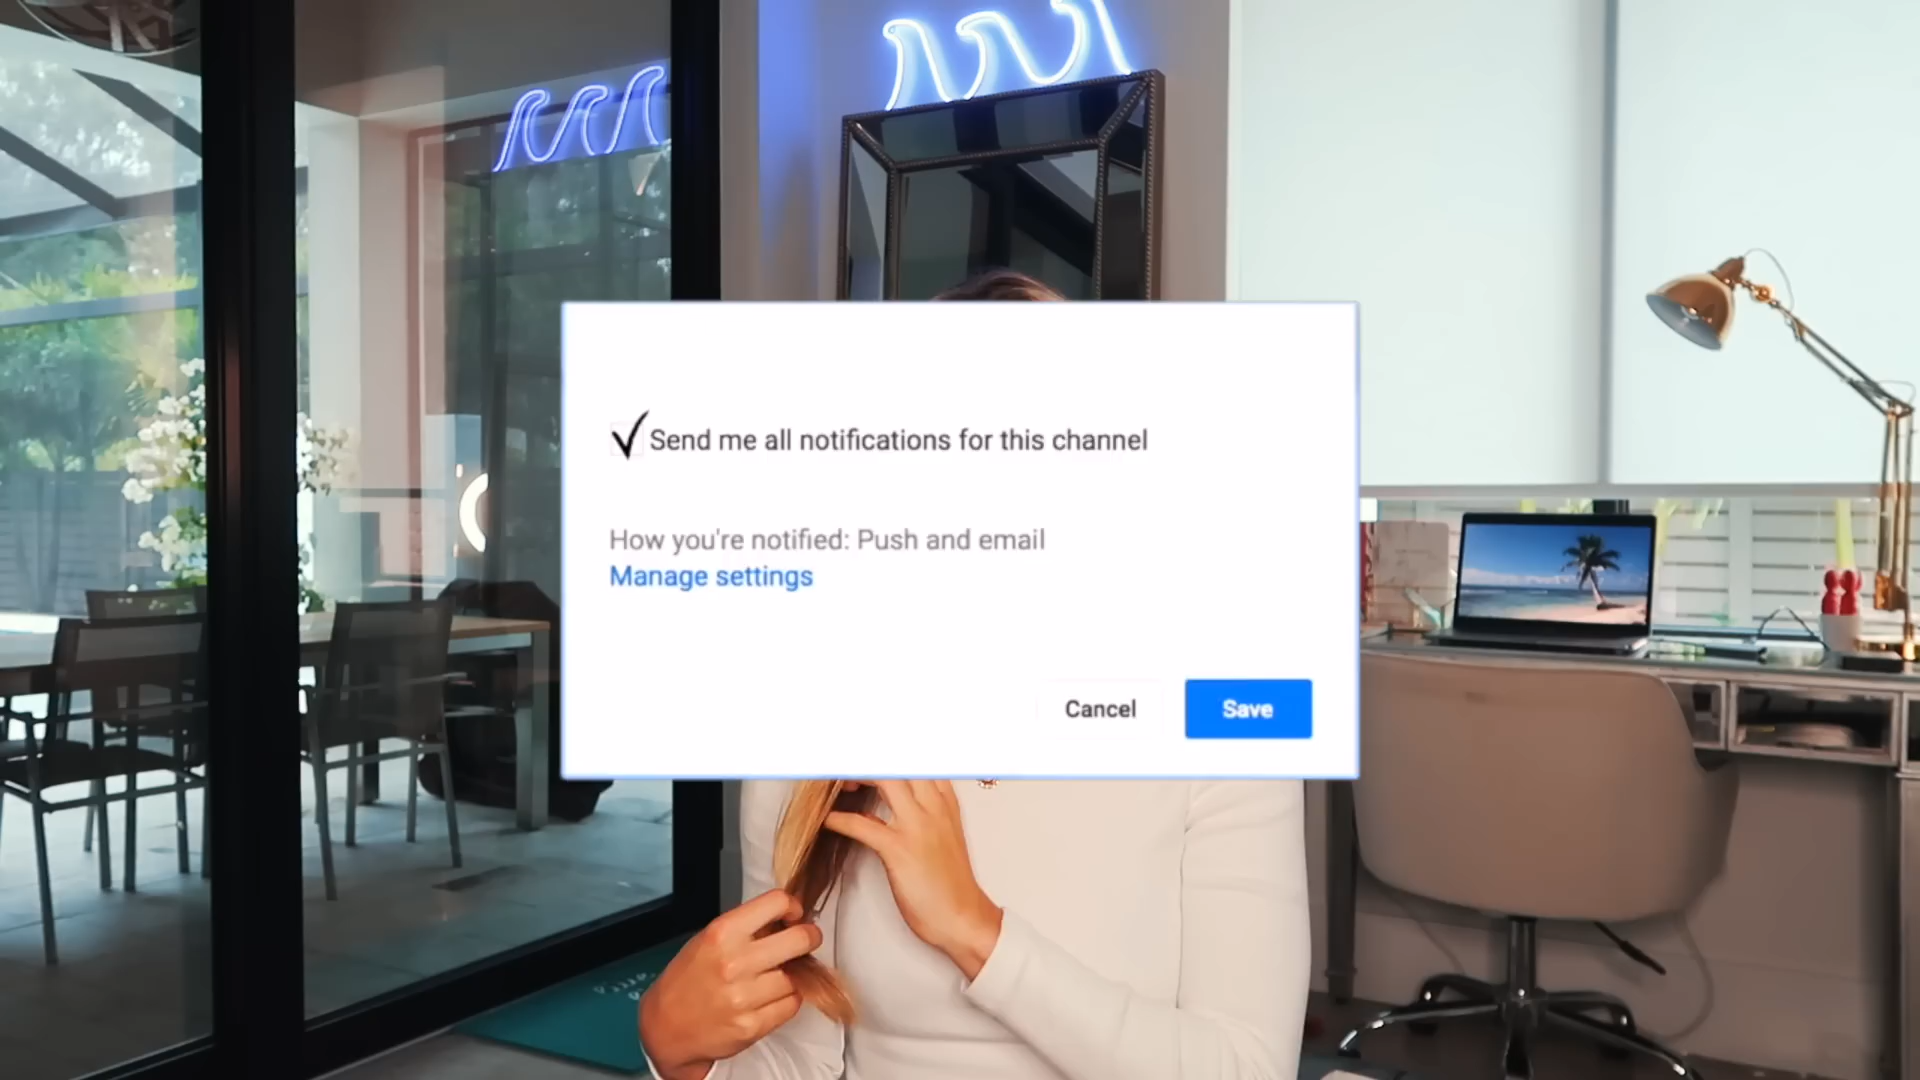 Send me all notifications for this channel
How you're notified: Push and email
Manage settings
Cancel
Save